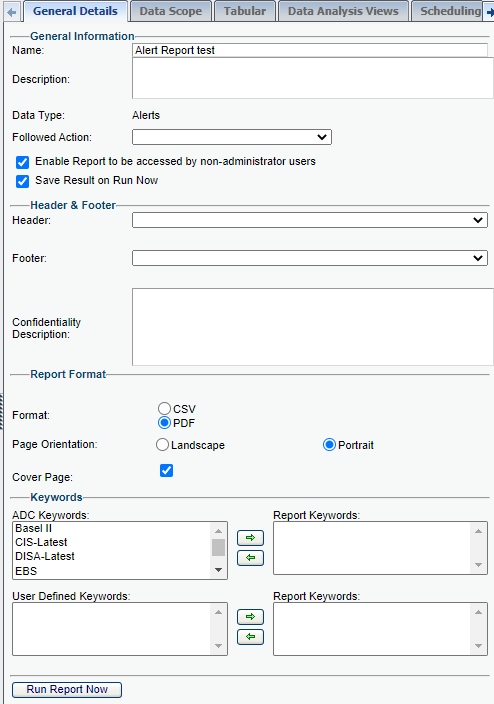 General Details Data Scope Tabular Data Analysis Views Scheduling
General Information
Name: Alert Report test
Description:
Data Type: Alerts
Followed Action:
Enable Report to be accessed by non-administrator users
Save Result on Run Now
Header & Footer
Header:
Footer:
Confidentiality
Description:
Report Format
Format: CSV
PDF
Page Orientation: Landscape Portrait
Cover Page:
Keywords
ADC Keywords: Report Keywords:
Basel II
CIS-Latest
DISA-Latest
EBS
User Defined Keywords: Report Keywords:
Run Report Now